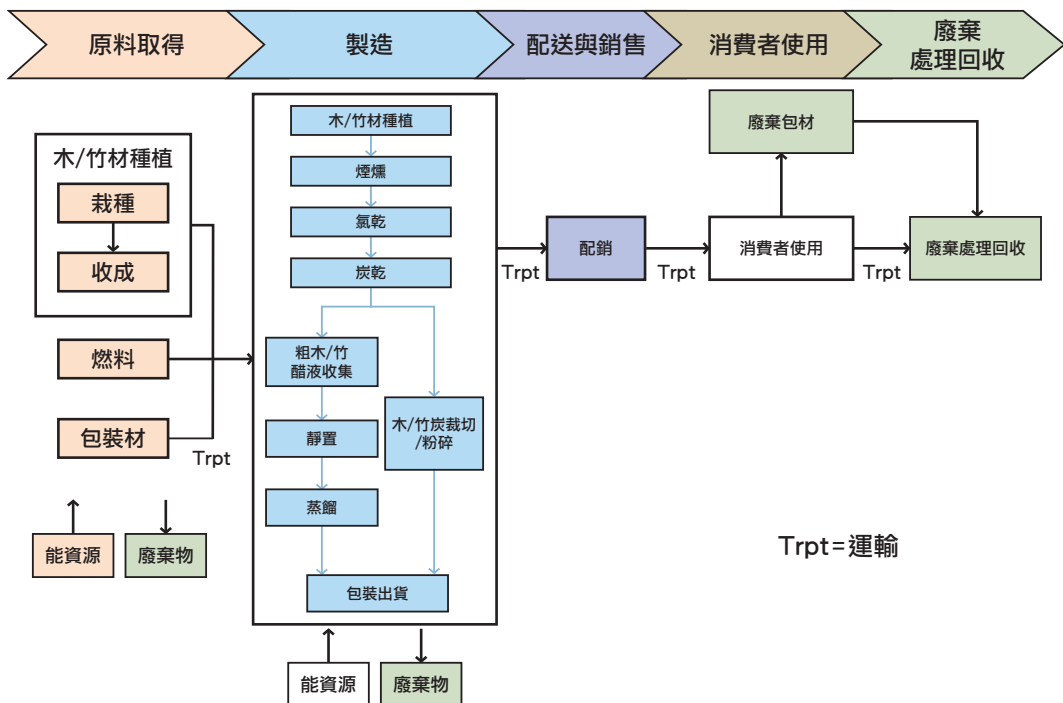 原料取得
製造
配送與銷售
消費者使用
廢棄
處理回收
木/竹材種植
栽種
收成
燃料
包裝材
Trpt
能資源
廢棄物
木/竹材種植
煙燻
氯乾
炭乾
粗木/竹
醋液收集
靜置
蒸餾
木/竹炭裁切
/粉碎
包裝出貨
能資源
廢棄物
Trpt
配銷
Trpt
消費者使用
廢棄包材
Trpt
廢棄處理回收
Trpt=運輸